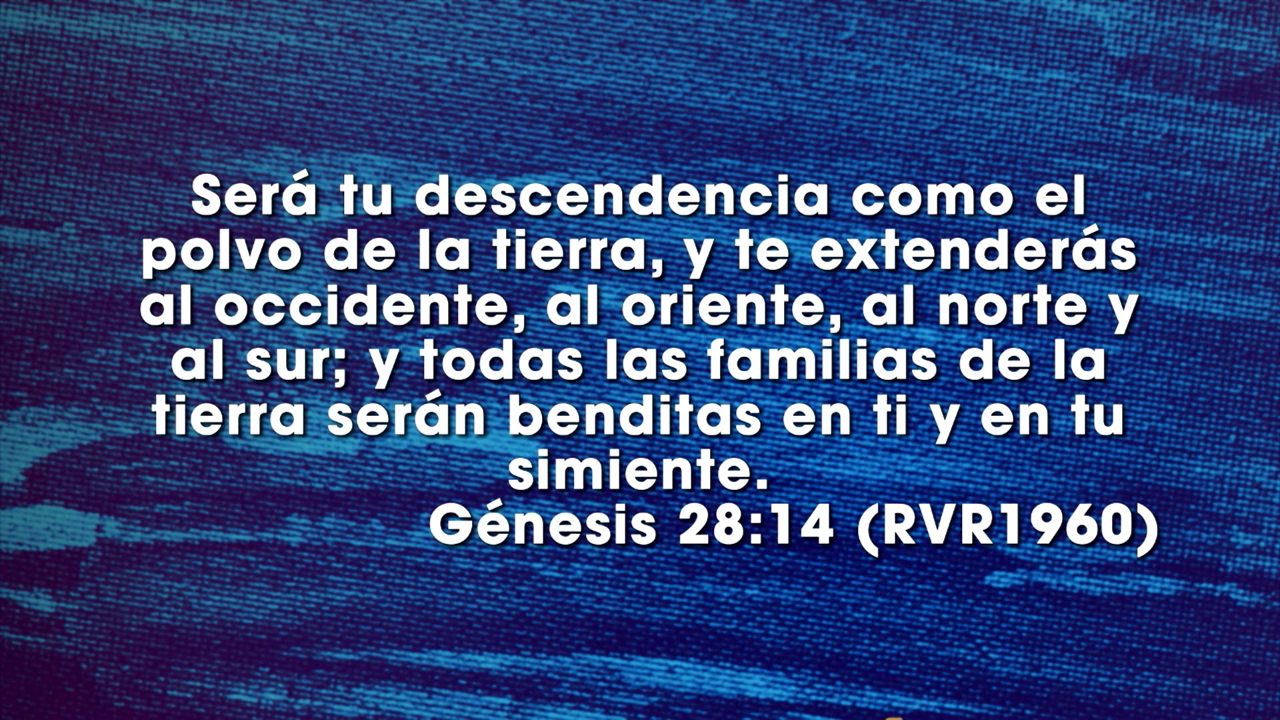 Será tu descendencia como el
polvo de la tierra, y te extenderás
al occidente, al oriente, al norte y
al sur; y todas las familias de la
tierra serán benditas en ti y en tu
simiente.
Génesis 28:14 (RVR1960)